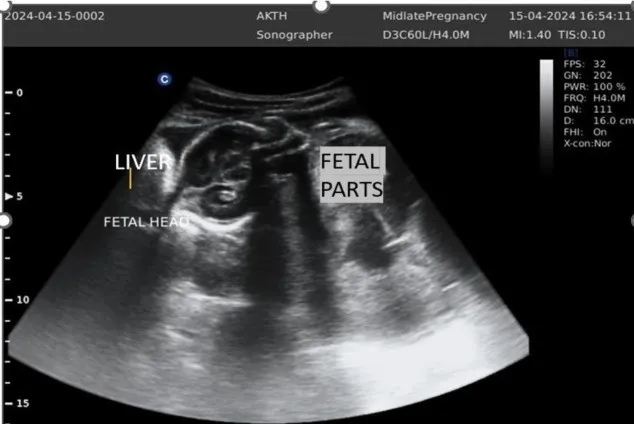 2024-04-15-0002 AKTH MidlatePregnancy 15-04-2024 16:54:11
Sonographer D3C60L/H4.0M MI:1.40 TIS:0.10
[B]
FPS: 32
GN: 202
PWR: 100 %
FRQ: H4.0M
DN: 111
D: 16.0 cm
FHI: On
X-con:Nor
C
0
LIVER
FETAL
PARTS
5
FETAL HEAD
10
15